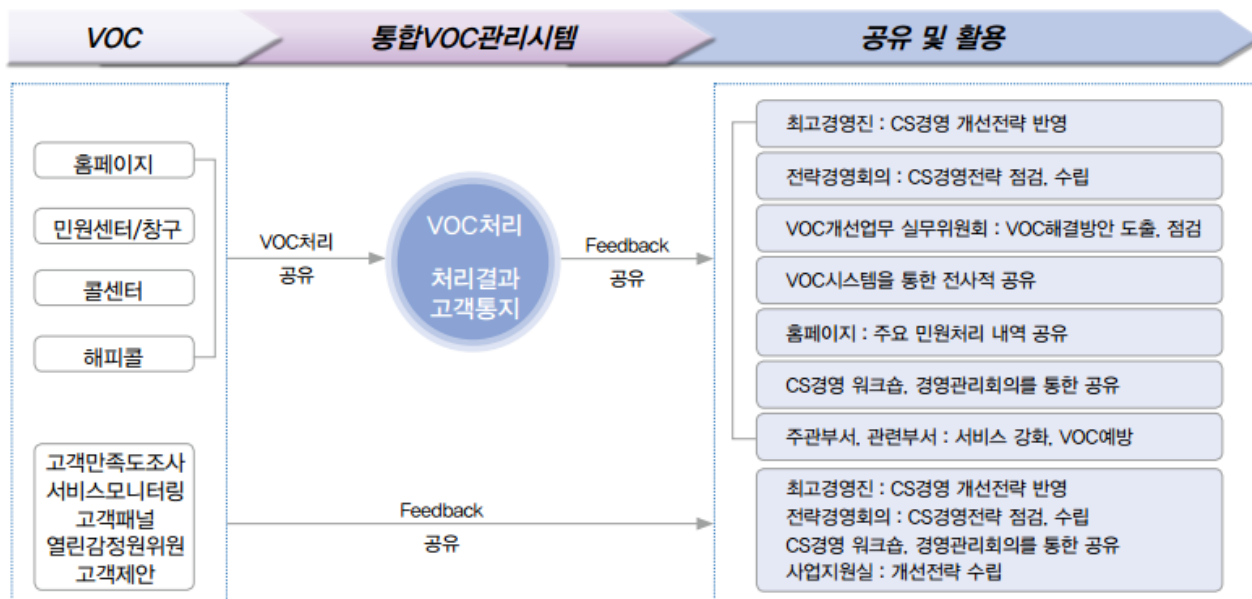 VOC
통합VOC관리시템
공유 및 활용
홈페이지
민원센터/창구
콜센터
해피콜
VOC처리
공유
VOC처리
처리결과
고객통지
Feedback
공유
최고경영진 : CS경영 개선전략 반영
전략경영회의 : CS경영전략 점검, 수립
VOC개선업무 실무위원회 : VOC해결방안 도출, 점검
VOC시스템을 통한 전사적 공유
홈페이지 : 주요 민원처리 내역 공유
CS경영 워크숍, 경영관리회의를 통한 공유
주관부서, 관련부서 : 서비스 강화, VOC예방
고객만족도조사
서비스모니터링
고객패널
열린감정원위원
고객제안
Feedback
공유
최고경영진 : CS경영 개선전략 반영
전략경영회의 : CS경영전략 점검, 수립
CS경영 워크숍, 경영관리회의를 통한 공유
사업지원실 : 개선전략 수립